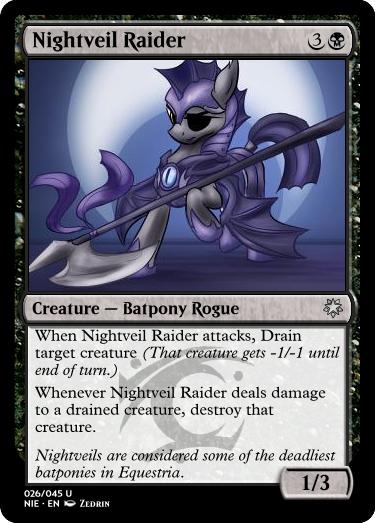 Nightveil Raider 3
Creature — Batpony Rogue
When Nightveil Raider attacks, Drain
target creature (That creature gets -1/-1 until
end of turn.)
Whenever Nightveil Raider deals damage
to a drained creature, destroy that
creature.
Nightveils are considered some of the deadliest
batponies in Equestria.
1/3
026/045 U
NIE · EN ZEDRIN